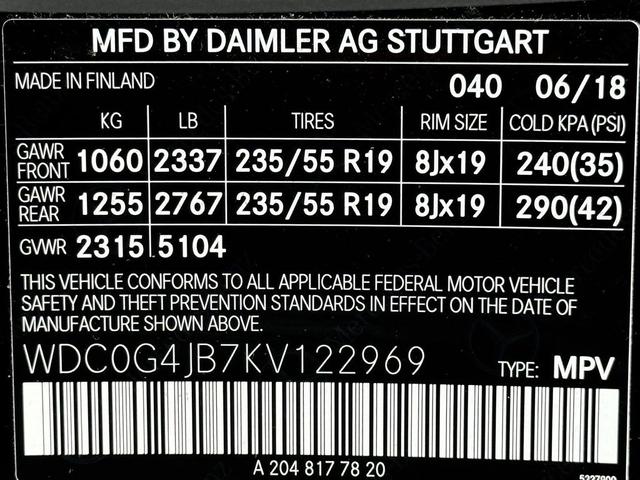 MFD BY DAIMLER AG STUTTGART
MADE IN FINLAND 040 06/18
KG LB TIRES RIM SIZE COLD KPA(PSI)
GAWR FRONT 1060 2337 235/55 R19 8Jx19 240(35)
GAWR REAR 1255 2767 235/55 R19 8Jx19 290(42)
GVWR 2315 5104
THIS VEHICLE CONFORMS TO ALL APPLICABLE FEDERAL MOTOR VEHICLE
SAFETY AND THEFT PREVENTION STANDARDS IN EFFECT ON THE DATE OF
MANUFACTURE SHOWN ABOVE.
WDC0G4JB7KV122969 TYPE: MPV
A 204 817 78 20